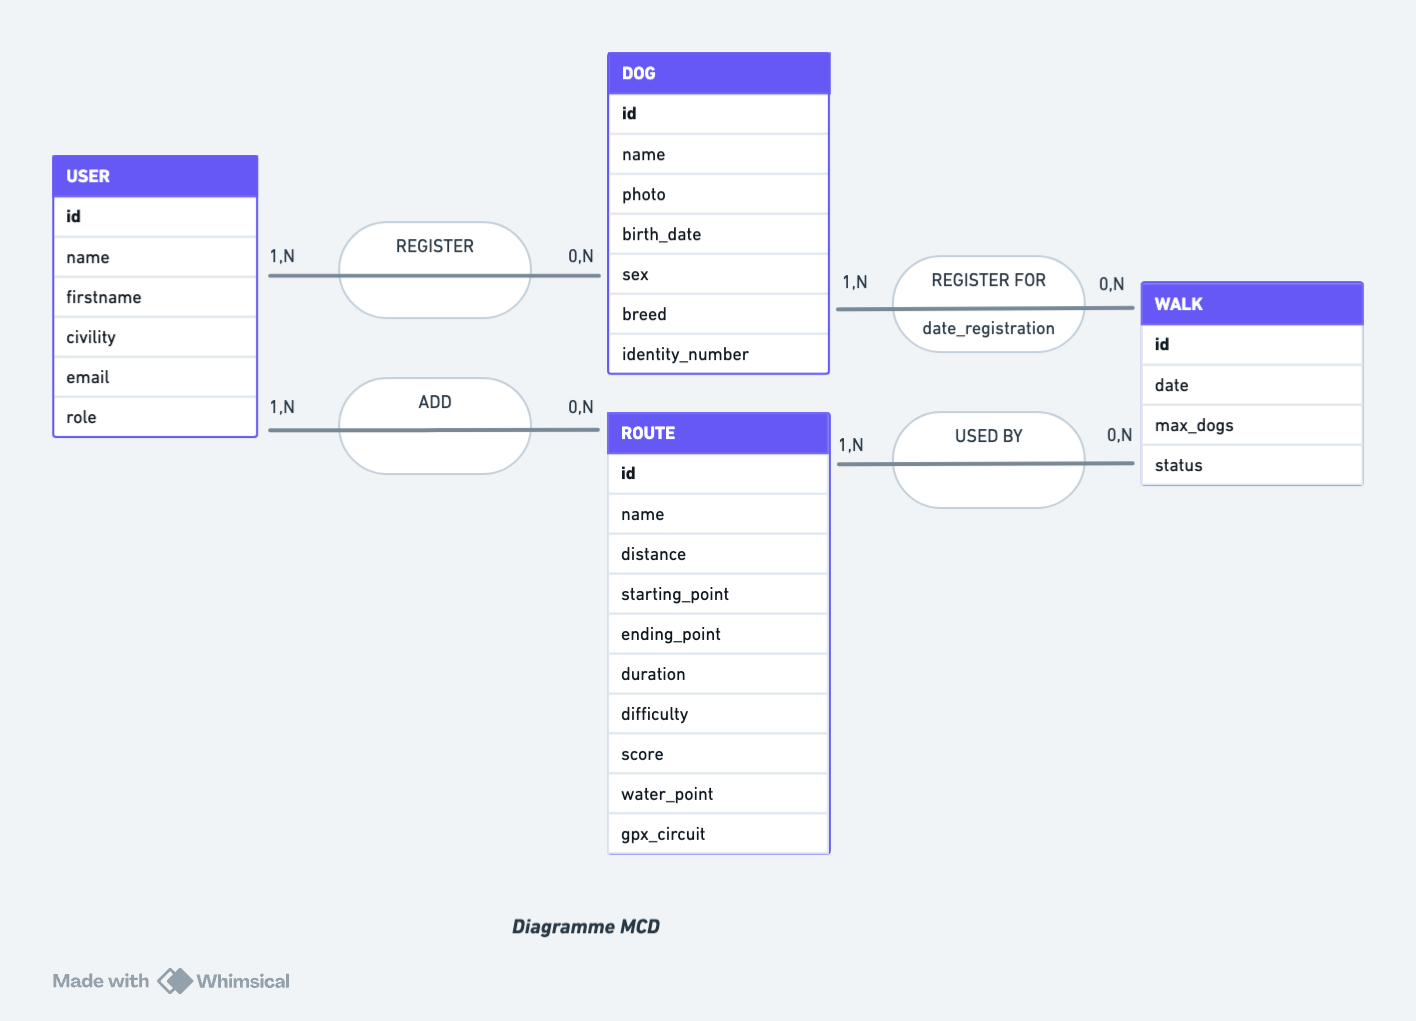 USER
id
name
firstname
civility
email
role
1,N
REGISTER
0,N
1,N
ADD
0,N
DOG
id
name
photo
birth_date
sex
breed
identity_number
ROUTE
id
name
distance
starting_point
ending_point
duration
difficulty
score
water_point
gpx_circuit
1,N
REGISTER FOR
date_registration
0,N
1,N
USED BY
0,N
WALK
id
date
max_dogs
status
Diagramme MCD
Made with Whimsical